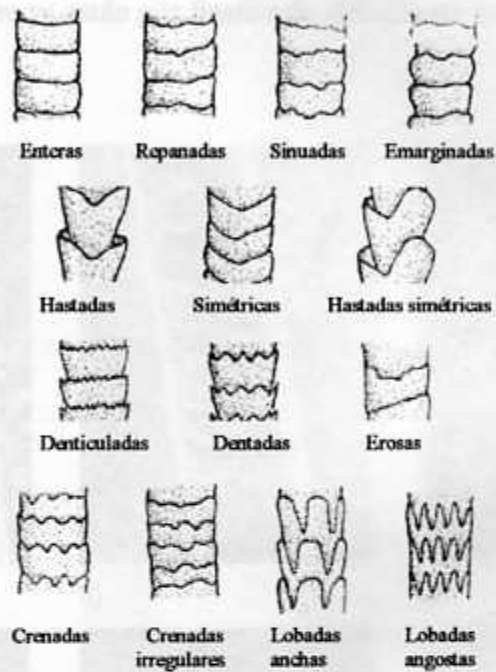 Enteras Repanadas Sinuadas Emarginadas
Hastadas Simétricas Hastadas simétricas
Denticuladas Dentadas Erosas
Crenadas Crenadas irregulares Lobadas anchas Lobadas angostas